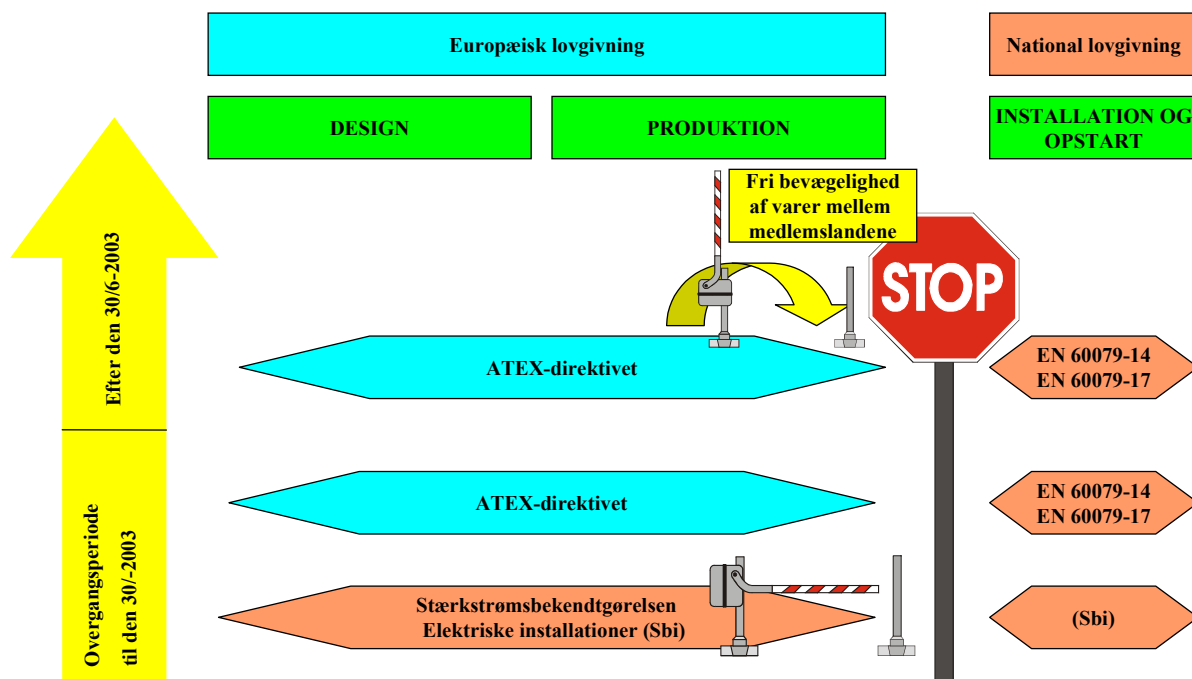 Europæisk lovgivning
National lovgivning
DESIGN
PRODUKTION
INSTALLATION OG
OPSTART
Fri bevægelighed
af varer mellem
medlemslandene
STOP
Efter den 30/6-2003
ATEX-direktivet
EN 60079-14
EN 60079-17
Overgangsperiode
til den 30/-2003
ATEX-direktivet
EN 60079-14
EN 60079-17
Stærkstrømsbekendtgørelsen
Elektriske installationer (Sbi)
(Sbi)